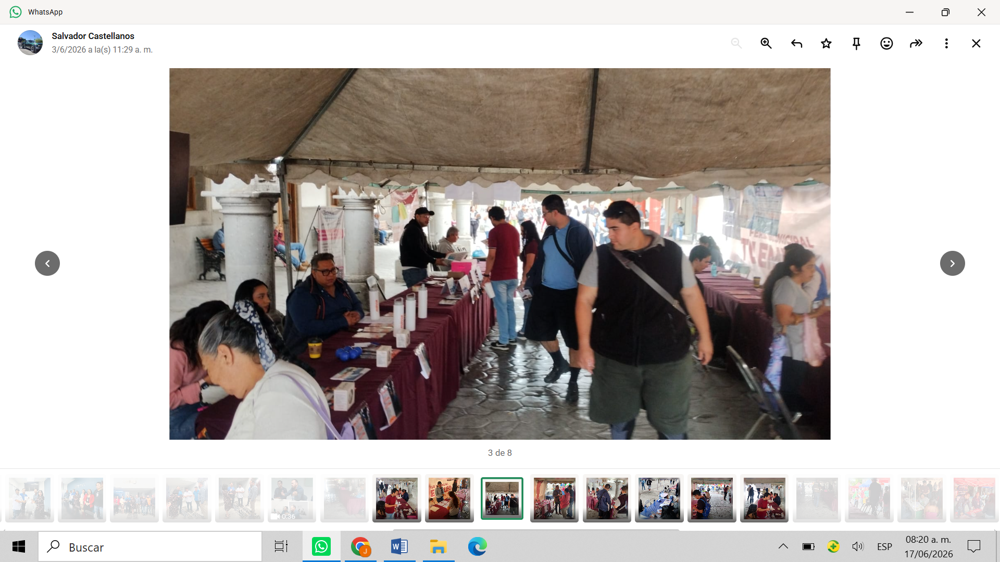 WhatsApp
Salvador Castellanos
3/6/2026 a la(s) 11:29 a. m.
3 de 8
0:36
Buscar
ESP
08:20 a. m.
17/06/2026